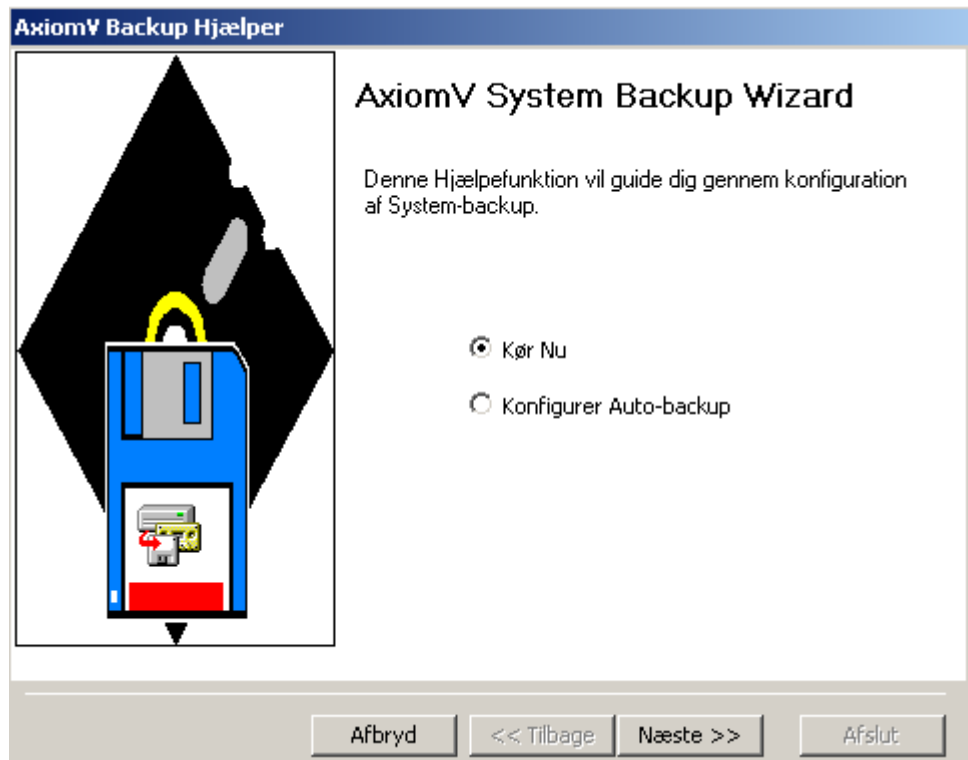 AxiomV Backup Hjælper
AxiomV System Backup Wizard
Denne Hjælpefunktion vil guide dig gennem konfiguration
af System-backup.
Kør Nu
Konfigurer Auto-backup
Afbryd
<< Tilbage
Næste >>
Afslut